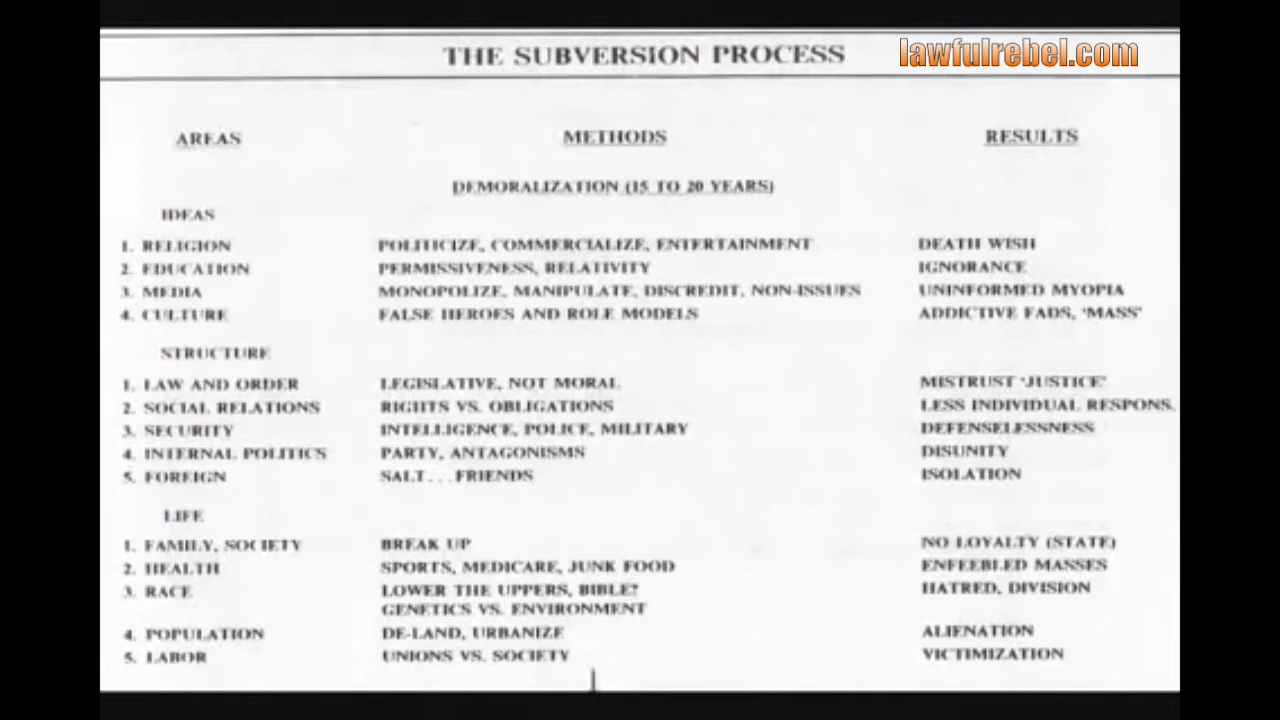 THE SUBVERSION PROCESS lawfulrebel.com
AREAS METHODS RESULTS
DEMORALIZATION (15 TO 20 YEARS)
IDEAS
1. RELIGION POLITICIZE, COMMERCIALIZE, ENTERTAINMENT DEATH WISH
2. EDUCATION PERMISSIVENESS, RELATIVITY IGNORANCE
3. MEDIA MONOPOLIZE, MANIPULATE, DISCREDIT, NON-ISSUES UNINFORMED MYOPIA
4. CULTURE FALSE HEROES AND ROLE MODELS ADDICTIVE FADS, 'MASS'
STRUCTURE
1. LAW AND ORDER LEGISLATIVE, NOT MORAL MISTRUST 'JUSTICE'
2. SOCIAL RELATIONS RIGHTS VS. OBLIGATIONS LESS INDIVIDUAL RESPONS.
3. SECURITY INTELLIGENCE, POLICE, MILITARY DEFENSELESSNESS
4. INTERNAL POLITICS PARTY, ANTAGONISMS DISUNITY
5. FOREIGN SALT . . . FRIENDS ISOLATION
LIFE
1. FAMILY, SOCIETY BREAK UP NO LOYALTY (STATE)
2. HEALTH SPORTS, MEDICARE, JUNK FOOD ENFEEBLED MASSES
3. RACE LOWER THE UPPERS, BIBLE? HATRED, DIVISION
GENETICS VS. ENVIRONMENT
4. POPULATION DE-LAND, URBANIZE ALIENATION
5. LABOR UNIONS VS. SOCIETY VICTIMIZATION